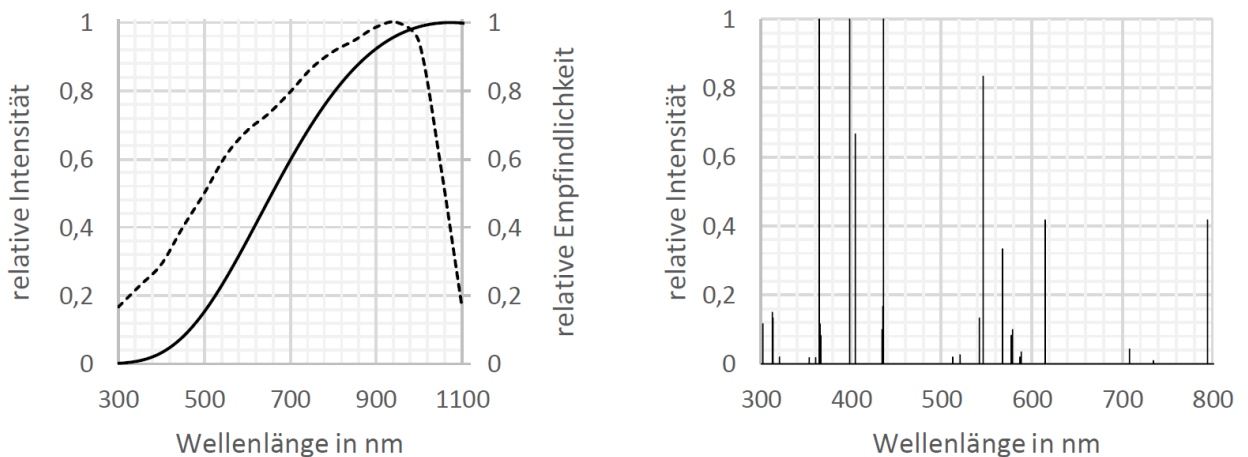 relative Intensität
1
0,8
0,6
0,4
0,2
0
300 500 700 900 1100
Wellenlänge in nm
1
0,8
0,6
0,4
0,2
0
relative Empfindlichkeit
relative Intensität
1
0,8
0,6
0,4
0,2
0
300 400 500 600 700 800
Wellenlänge in nm